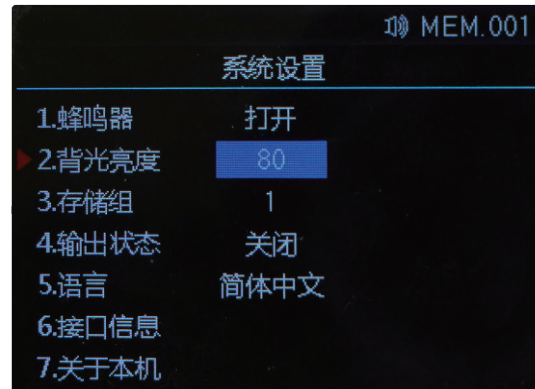 MEM.001
系统设置
1.蜂鸣器 打开
2.背光亮度 80
3.存储组 1
4.输出状态 关闭
5.语言 简体中文
6.接口信息
7.关于本机